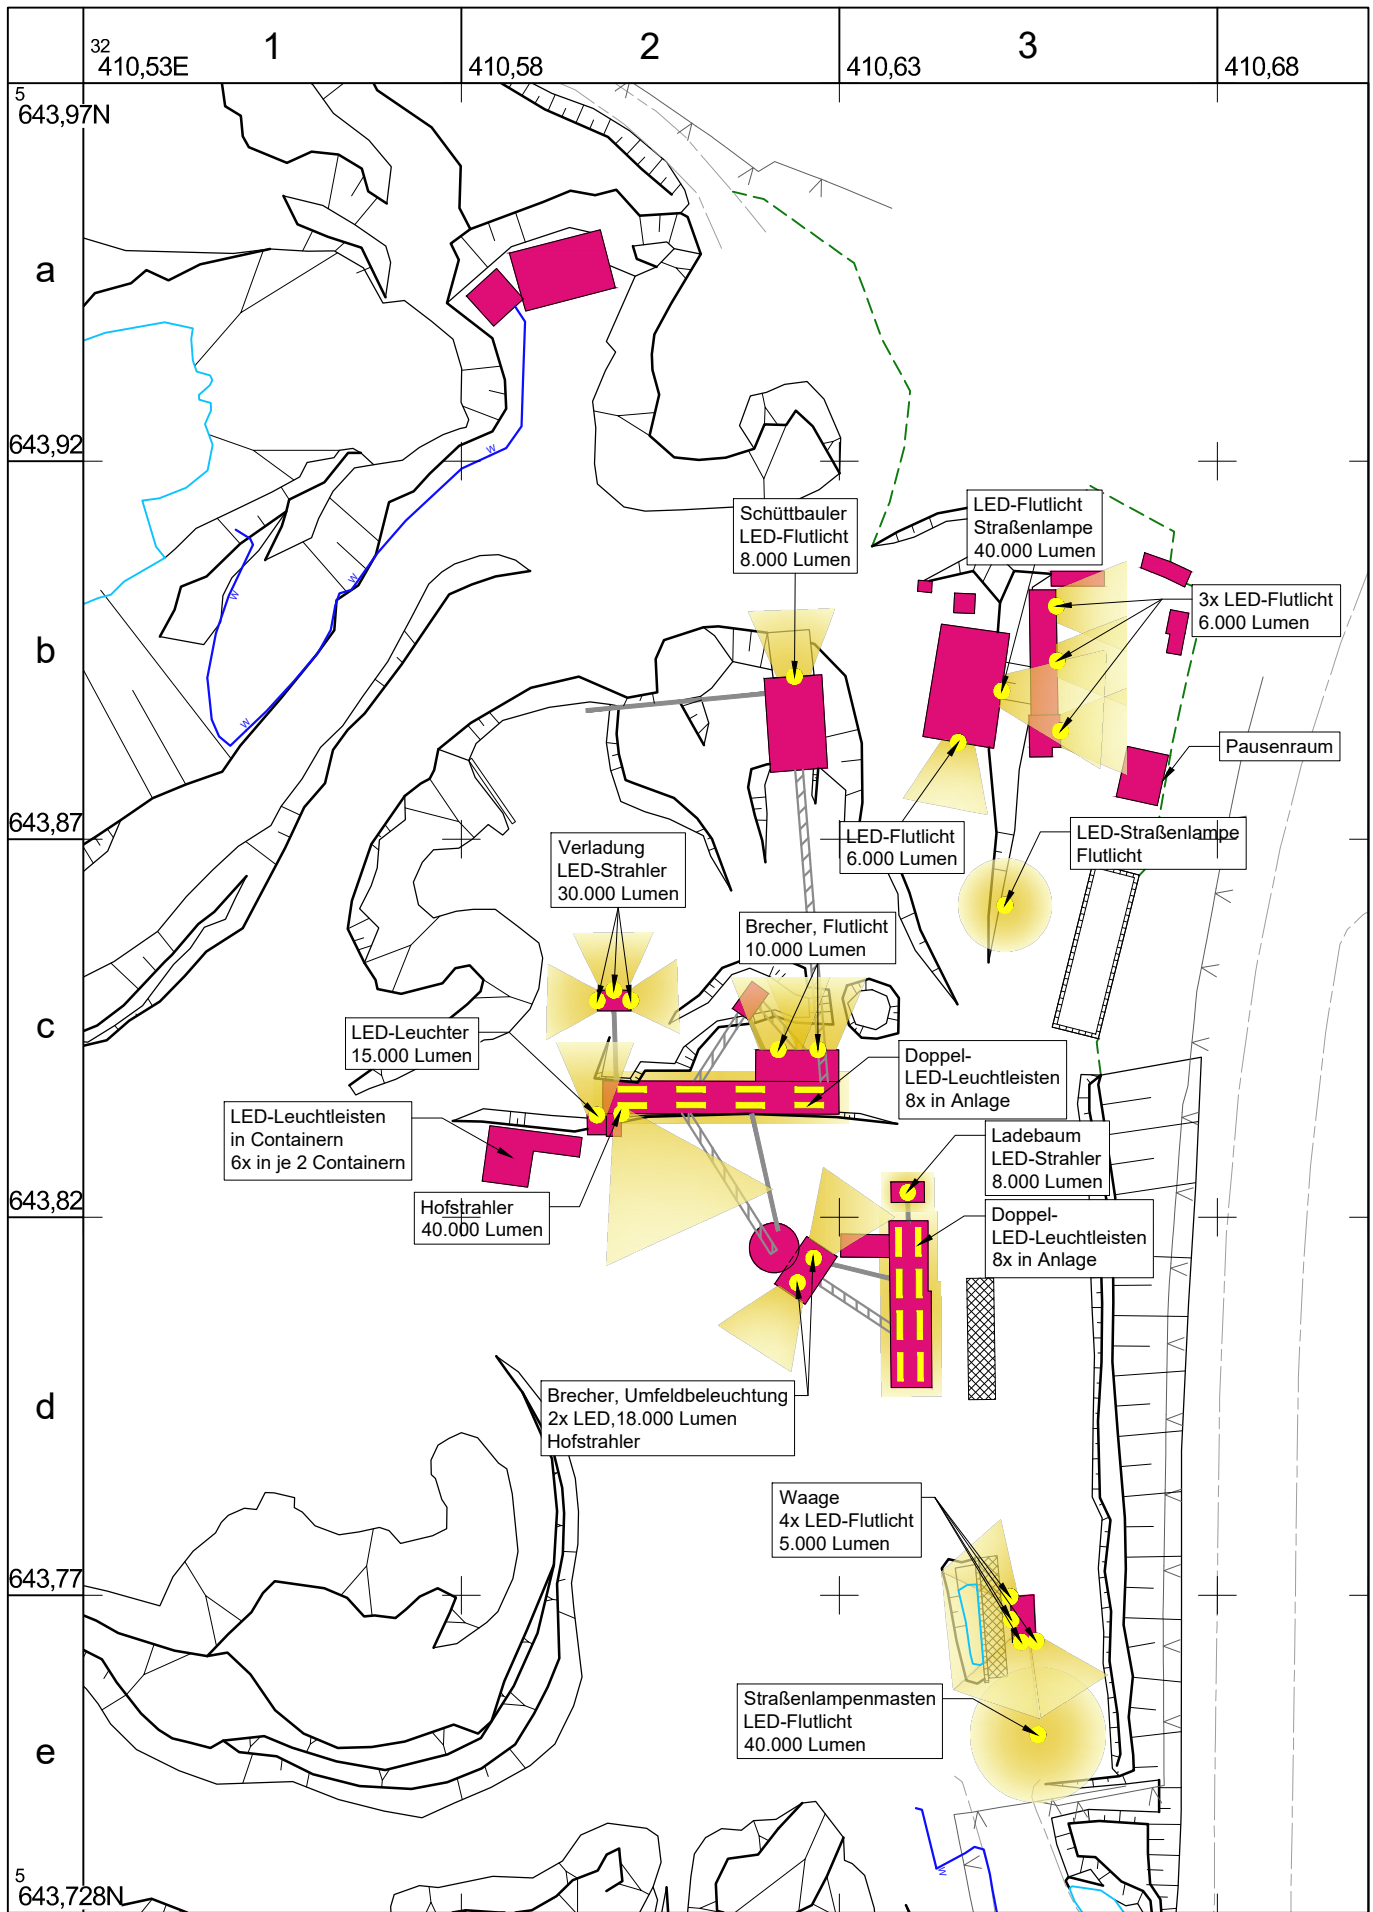 1
2
3
32
410,53E
410,58
410,63
410,68
5
643,97N
a
643,92
Schüttbauler
LED-Flutlicht
8.000 Lumen
LED-Flutlicht
Straßenlampe
40.000 Lumen
3x LED-Flutlicht
6.000 Lumen
w
w
w
w
b
Pausenraum
643,87
LED-Flutlicht
6.000 Lumen
LED-Straßenlampe
Flutlicht
Verladung
LED-Strahler
30.000 Lumen
Brecher, Flutlicht
10.000 Lumen
c
LED-Leuchter
15.000 Lumen
Doppel-
LED-Leuchtleisten
8x in Anlage
LED-Leuchtleisten
in Containern
6x in je 2 Containern
Ladebaum
LED-Strahler
8.000 Lumen
643,82
Hofstrahler
40.000 Lumen
Doppel-
LED-Leuchtleisten
8x in Anlage
d
Brecher, Umfeldbeleuchtung
2x LED,18.000 Lumen
Hofstrahler
Waage
4x LED-Flutlicht
5.000 Lumen
643,77
Straßenlampenmasten
LED-Flutlicht
40.000 Lumen
e
w
5
643,728N